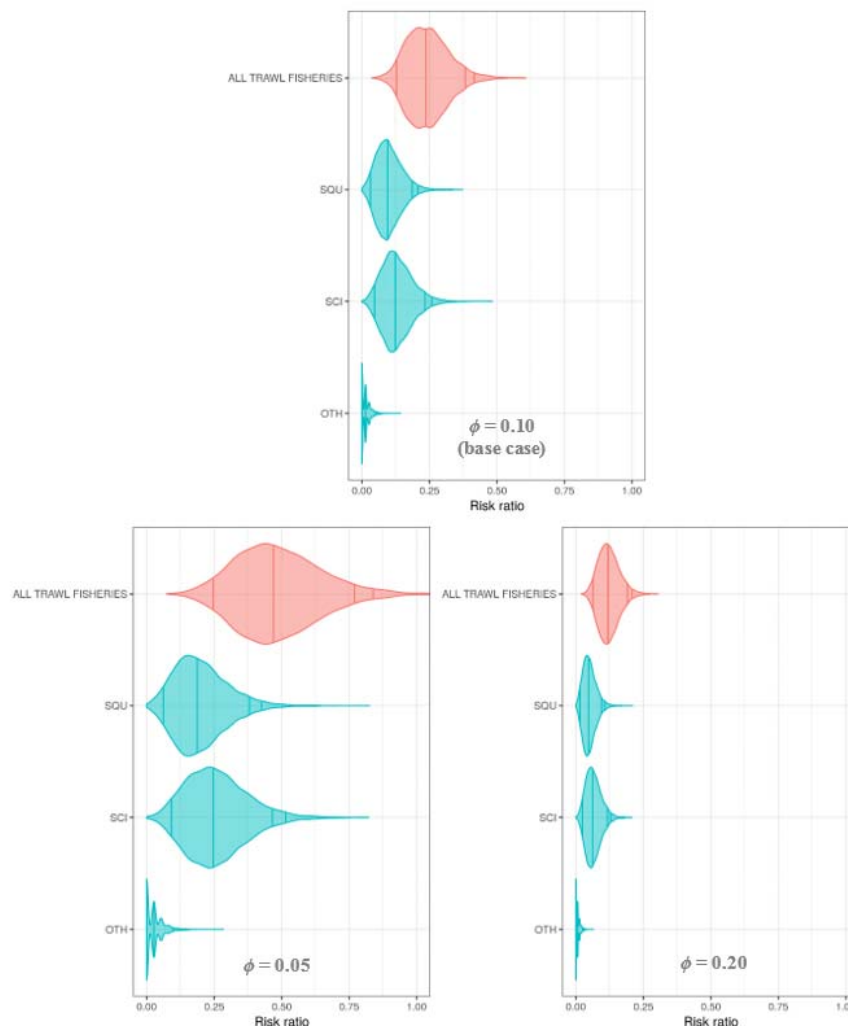 ALL TRAWL FISHERIES
SQU
SCI
OTH
ϕ = 0.10
(base case)
0.00 0.25 0.50 0.75 1.00
Risk ratio
ALL TRAWL FISHERIES
SQU
SCI
OTH
ϕ = 0.05
0.00 0.25 0.50 0.75 1.00
Risk ratio
ALL TRAWL FISHERIES
SQU
SCI
OTH
ϕ = 0.20
0.00 0.25 0.50 0.75 1.0
Risk ratio